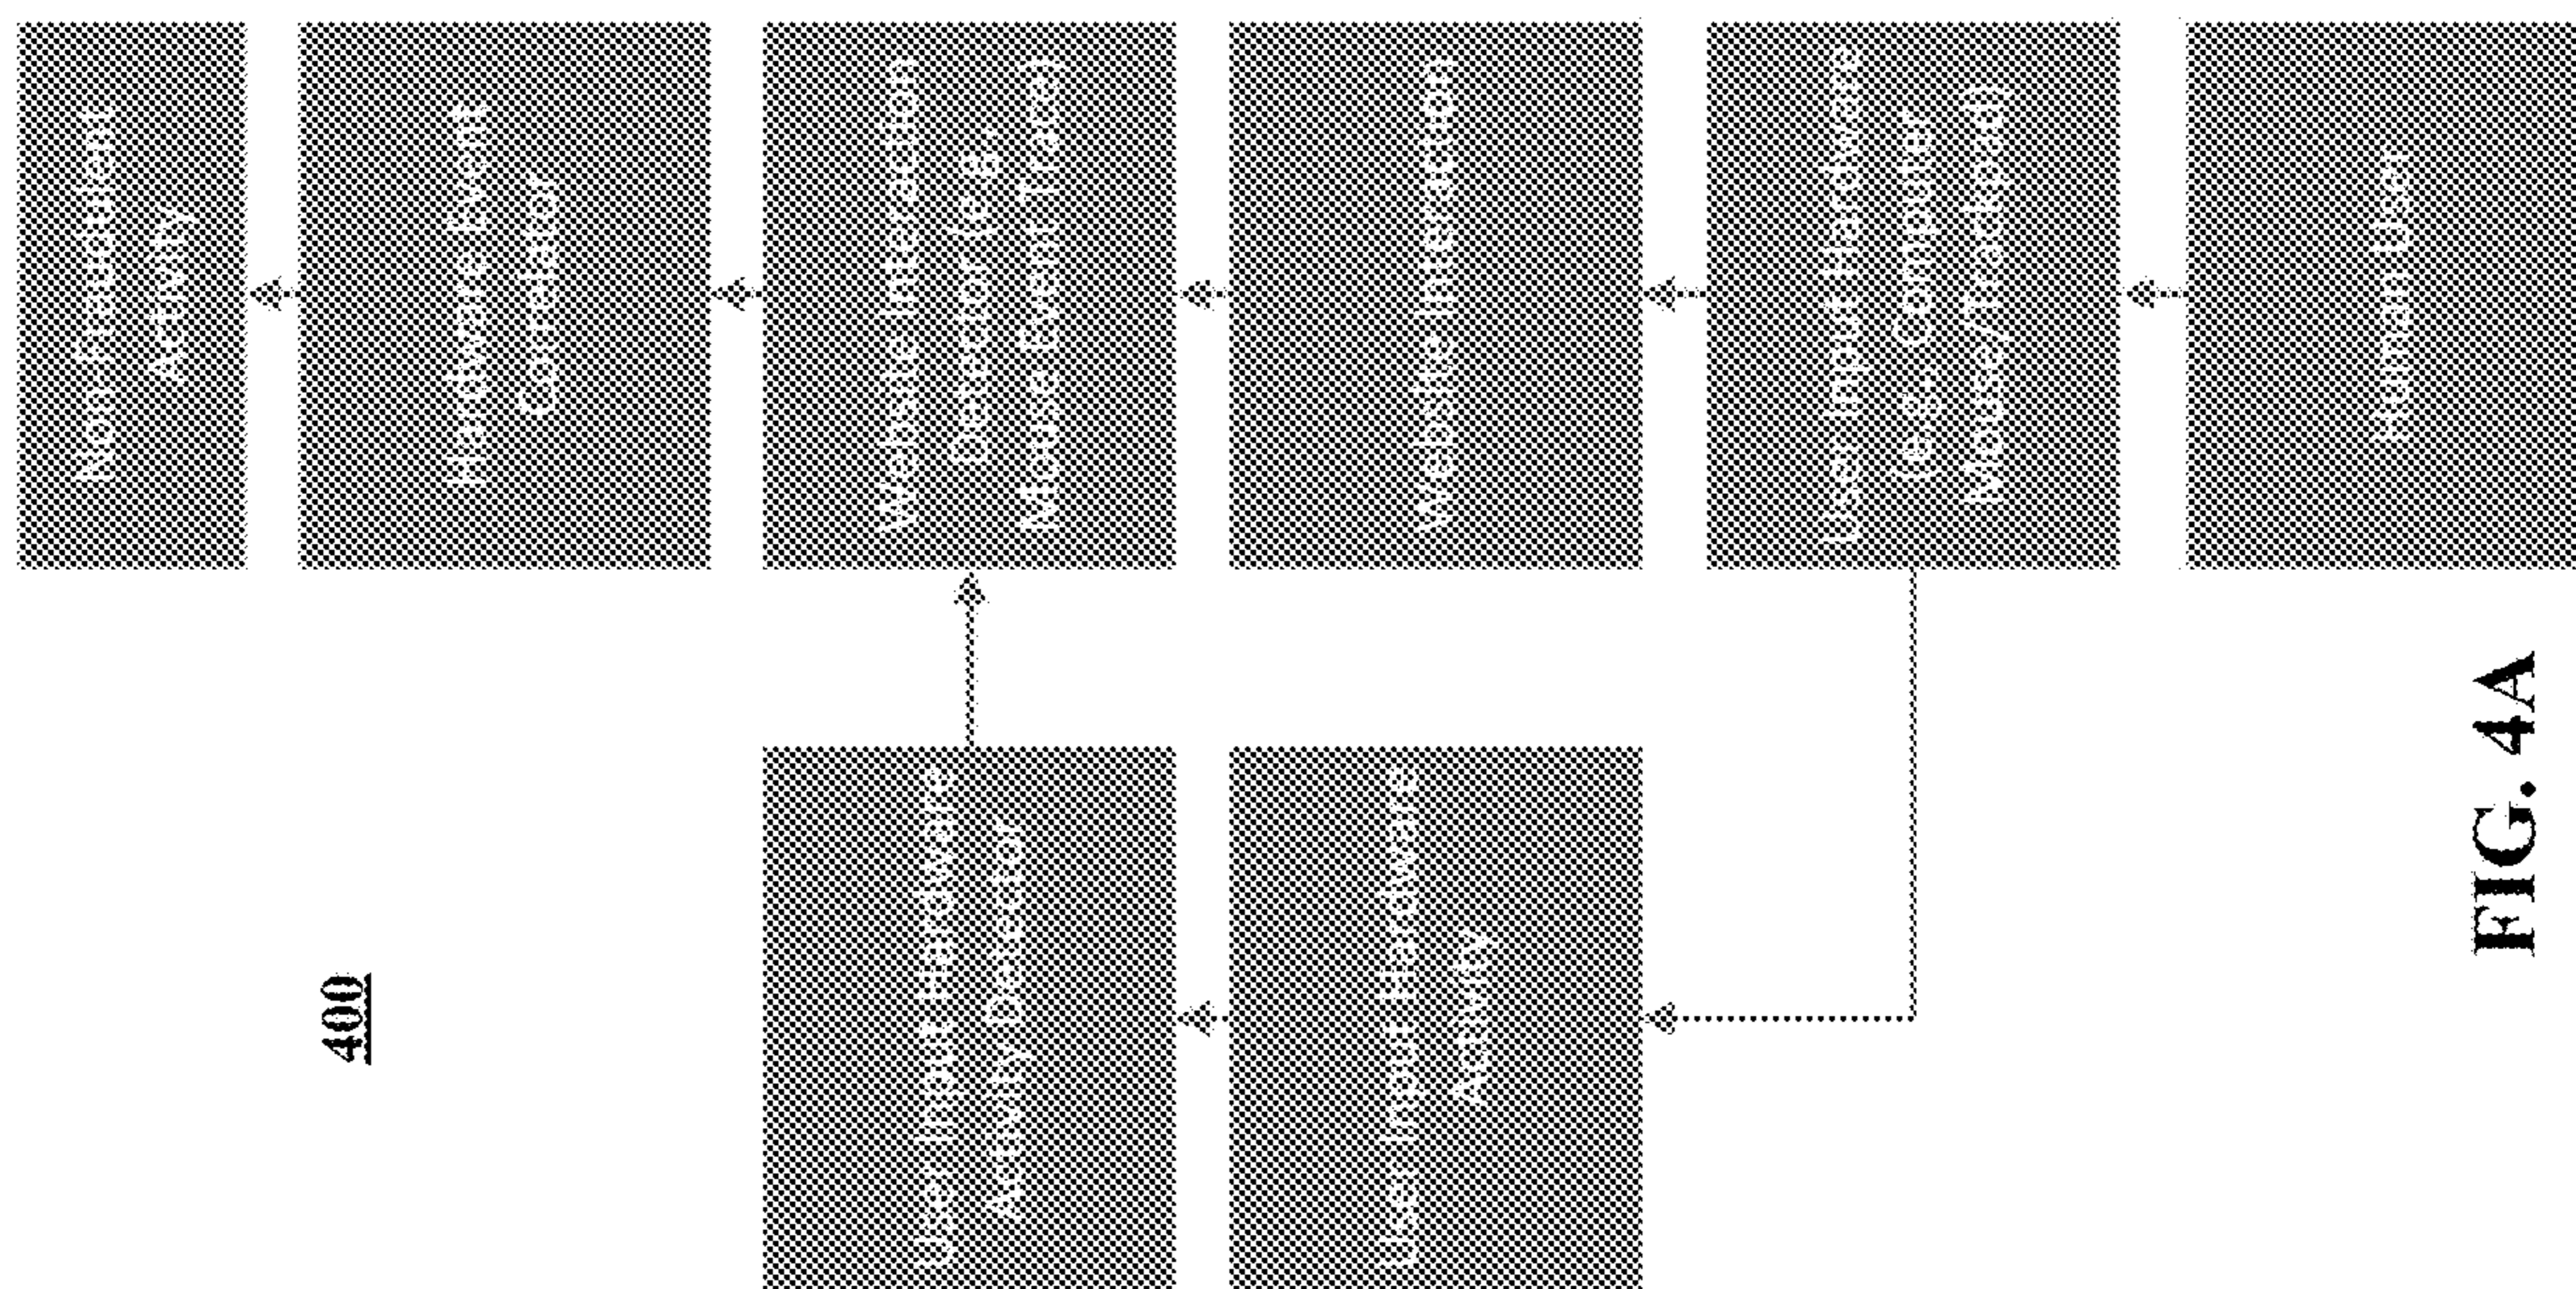 Non-Fraudulent
Activity
400
Hardware Event
Correlator
User Input Hardware
Activity Detector
Website Interaction
Detector (e.g.,
Mouse Event Tracer)
User Input Hardware
Activity
Website Interaction
User Input Hardware
(e.g., Computer
Mouse/Trackpad)
Human User
FIG. 4A